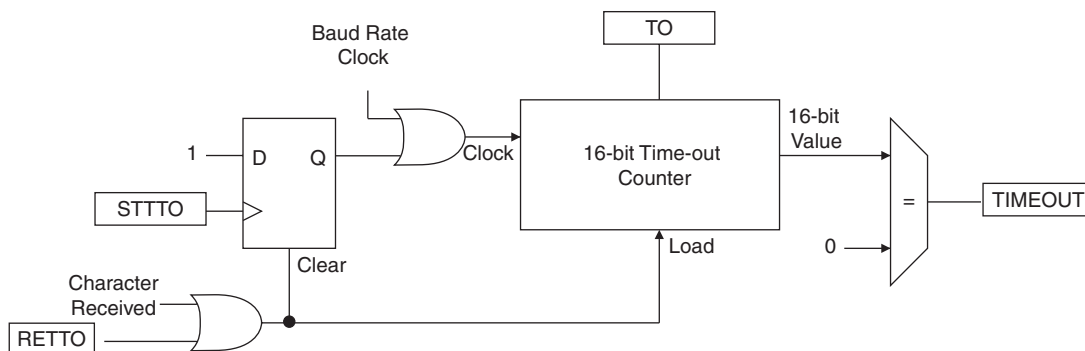 TO
Baud Rate
Clock
16-bit
Value
1
D
Q
Clock
16-bit Time-out
Counter
STTTO
=
TIMEOUT
Clear
Load
0
Character
Received
RETTO